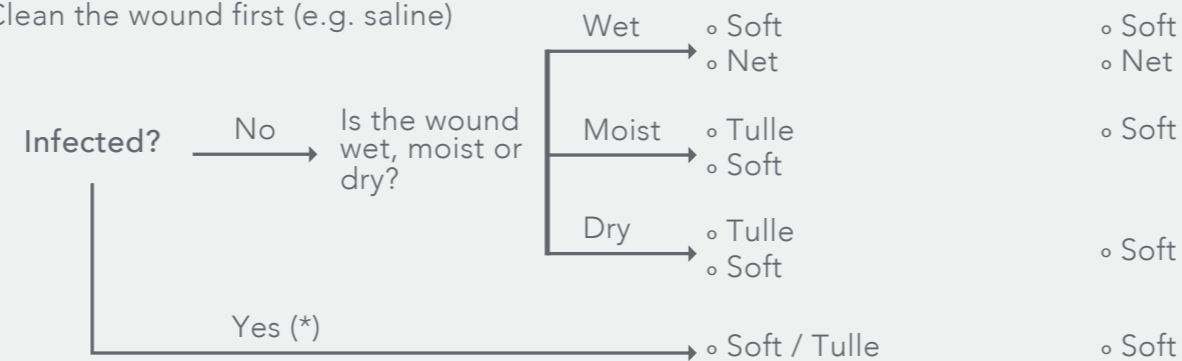 Clean the wound first (e.g. saline)
Wet
◦ Soft
◦ Net
◦ Soft
◦ Net
Infected?
No
Is the wound
wet, moist or
dry?
Moist
◦ Tulle
◦ Soft
◦ Soft
Dry
◦ Tulle
◦ Soft
◦ Soft
Yes (*)
◦ Soft / Tulle
◦ Soft